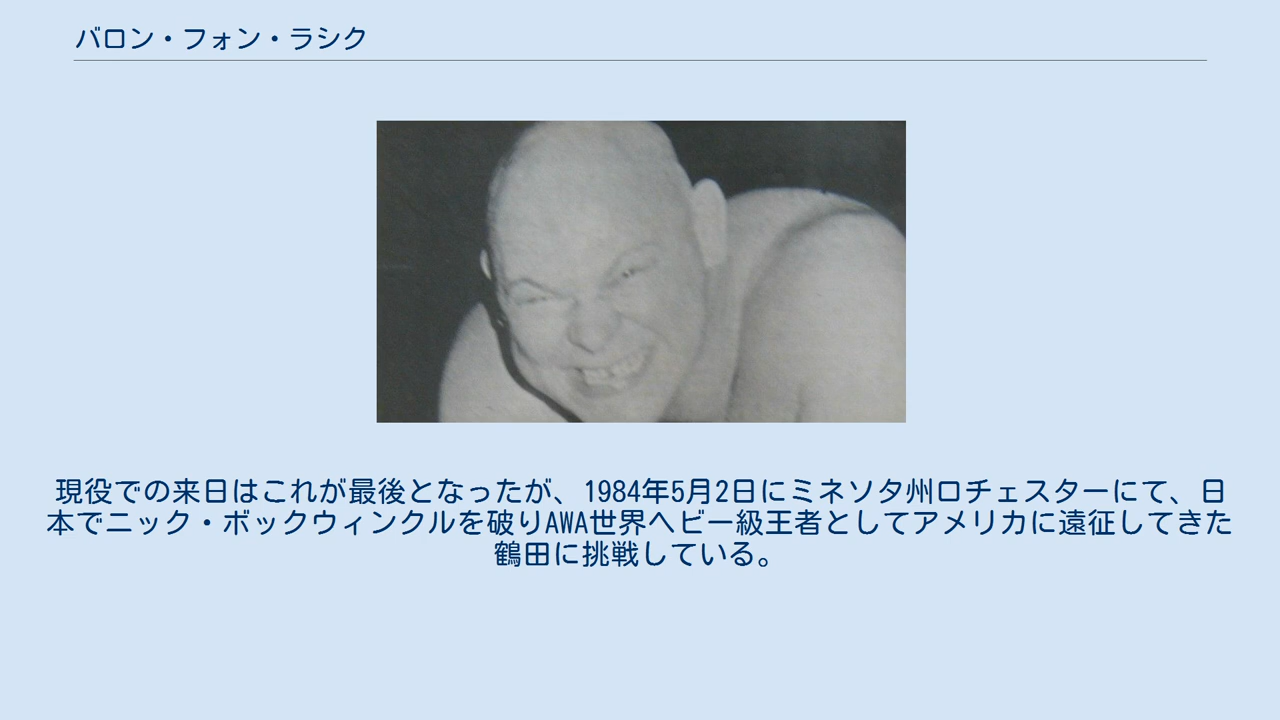 バロン・フォン・ラシク
現役での来日はこれが最後となったが、1984年5月2日にミネソタ州ロチェスターにて、日
本でニック・ボックウィンクルを破りAWA世界ヘビー級王者としてアメリカに遠征してきた
鶴田に挑戦している。